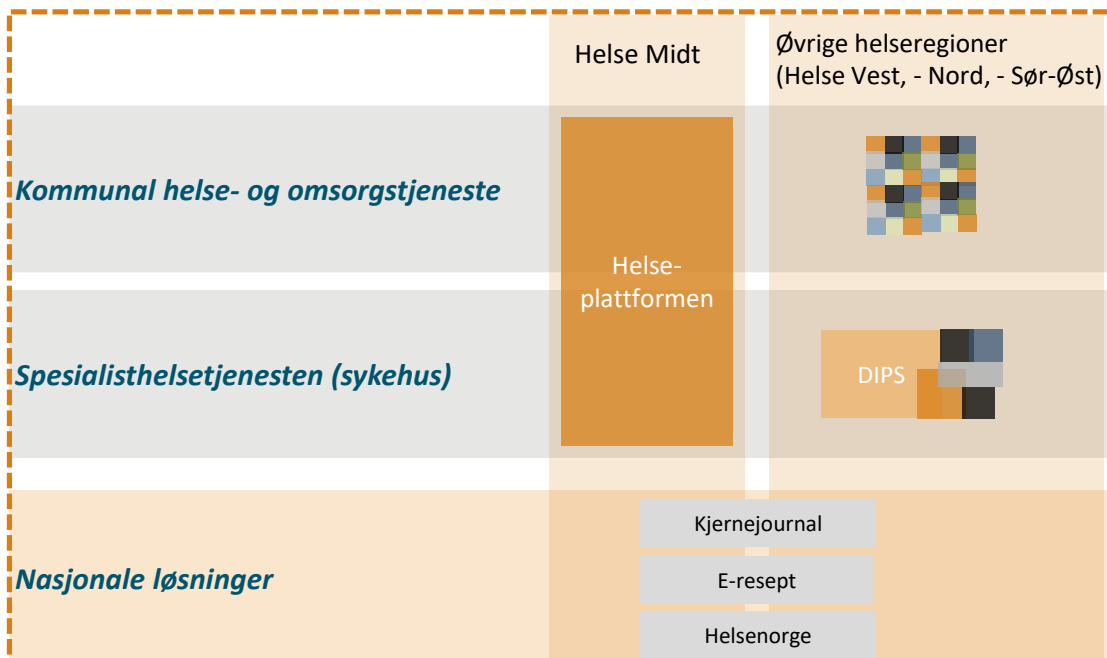 Helse Midt
Øvrige helseregioner
(Helse Vest, - Nord, - Sør-Øst)
Kommunal helse- og omsorgstjeneste
Helse-
plattformen
Spesialisthelsetjenesten (sykehus)
DIPS
Nasjonale løsninger
Kjernejournal
E-resept
Helsenorge